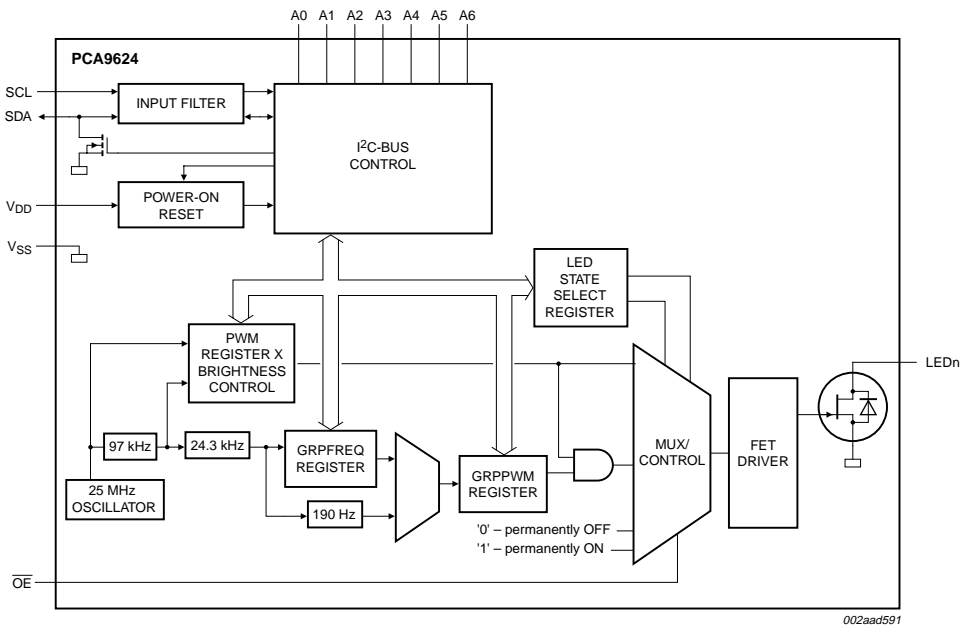 A0 A1 A2 A3 A4 A5 A6
PCA9624
SCL
SDA
INPUT FILTER
I²C-BUS
CONTROL
POWER-ON
RESET
VDD
VSS
LED
STATE
SELECT
REGISTER
PWM
REGISTER X
BRIGHTNESS
CONTROL
LEDn
97 kHz
24.3 kHz
GRPFREQ
REGISTER
MUX/
CONTROL
FET
DRIVER
25 MHz
OSCILLATOR
190 Hz
GRPPWM
REGISTER
'0' – permanently OFF
'1' – permanently ON
OE
002aad591